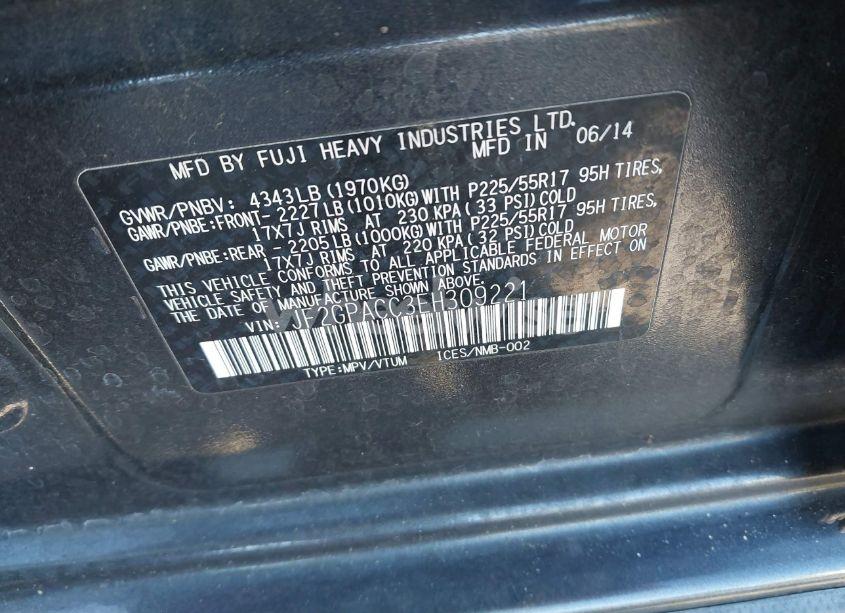 MFD BY FUJI HEAVY INDUSTRIES LTD.
MFD IN 06/14
GVWR/PNBV: 4343LB (1970KG)
GAWR/PNBE:FRONT- 2227 LB (1010KG) WITH P225/55R17 95H TIRES,
17X7J RIMS AT 230 KPA (33 PSI) COLD
GAWR/PNBE:REAR - 2205 LB (1000KG) WITH P225/55R17 95H TIRES,
17X7J RIMS AT 220 KPA (32 PSI) COLD
THIS VEHICLE CONFORMS TO ALL APPLICABLE FEDERAL MOTOR
VEHICLE SAFETY AND THEFT PREVENTION STANDARDS IN EFFECT ON
THE DATE OF MANUFACTURE SHOWN ABOVE.
VIN: JF2GPACC3EH309221
TYPE:MPV/VTUM ICES/NMB-002